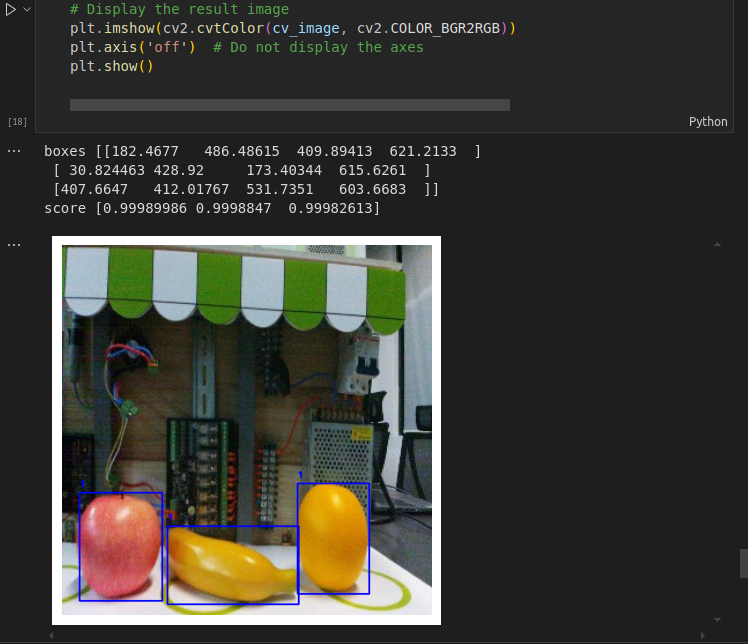 # Display the result image
plt.imshow(cv2.cvtColor(cv_image, cv2.COLOR_BGR2RGB))
plt.axis('off')  # Do not display the axes
plt.show()
[18]
Python
boxes [[182.4677   486.48615  409.89413  621.2133  ]
 [ 30.824463 428.92     173.40344  615.6261  ]
 [407.6647   412.01767  531.7351   603.6683  ]]
score [0.99989986 0.9998847  0.99982613]
1
1
1